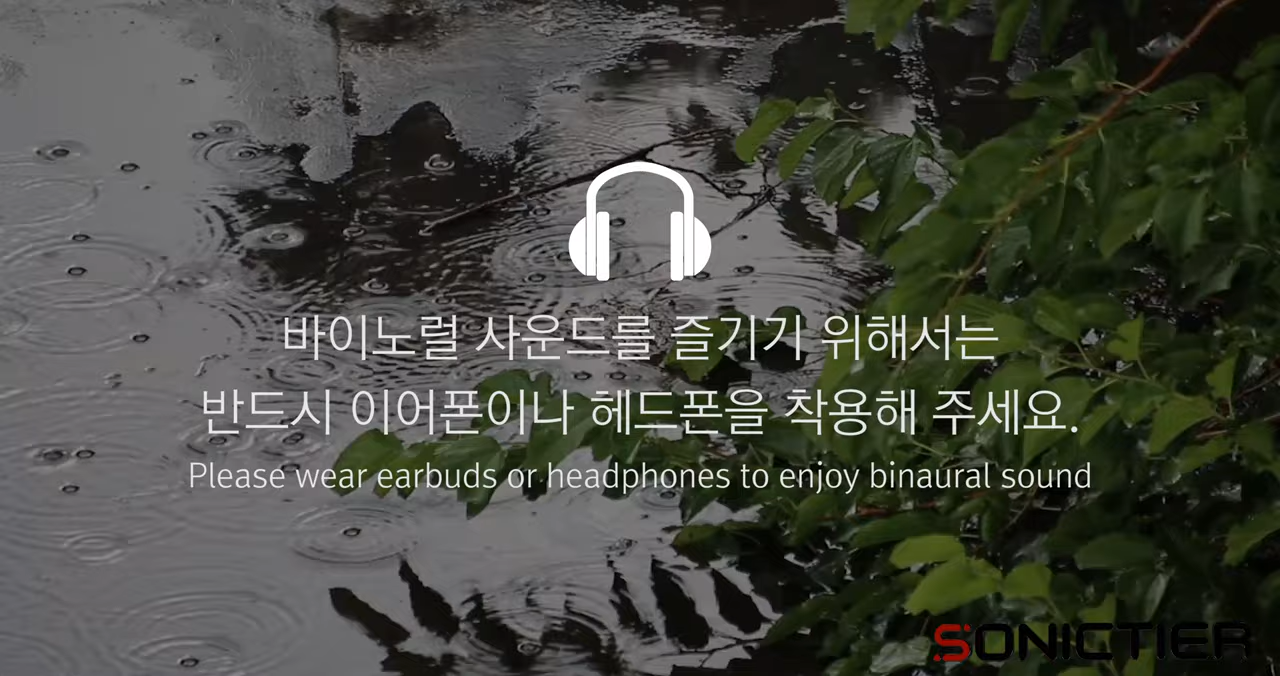 바이노럴 사운드를 즐기기 위해서는
반드시 이어폰이나 헤드폰을 착용해 주세요.
Please wear earbuds or headphones to enjoy binaural sound
SONICTIER